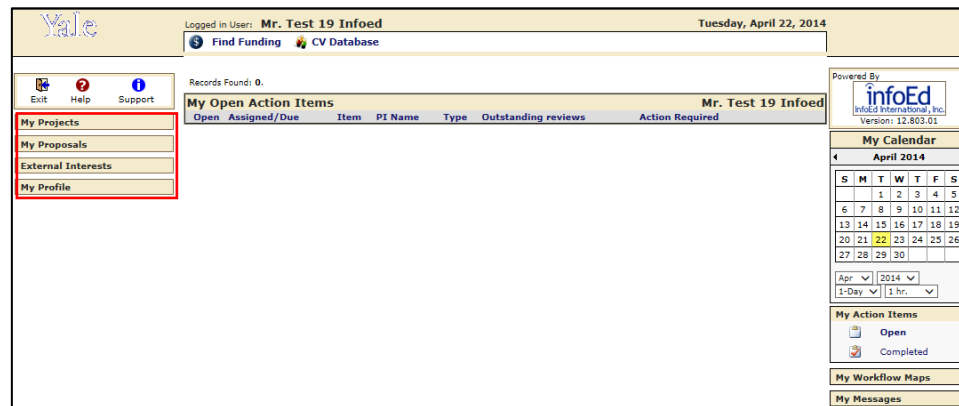 Yale
Logged in User: Mr. Test 19 Infoed
Tuesday, April 22, 2014
Find Funding
CV Database
Exit
Help
Support
My Projects
My Proposals
External Interests
My Profile
Records Found: 0.
My Open Action Items
Mr. Test 19 Infoed
Open Assigned/Due Item PI Name Type Outstanding reviews Action Required
Powered By
infoEd
InfoEd International, Inc.
Version: 12.803.01
My Calendar
April 2014
S M T W T F S
1 2 3 4 5
6 7 8 9 10 11 12
13 14 15 16 17 18 19
20 21 22 23 24 25 26
27 28 29 30
Apr 2014
1-Day 1 hr.
My Action Items
Open
Completed
My Workflow Maps
My Messages